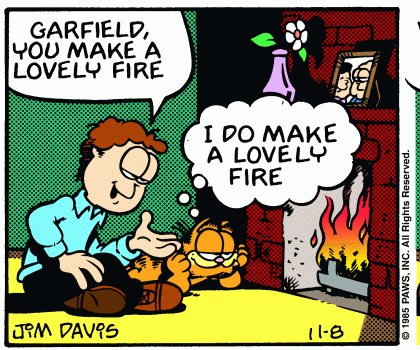 GARFIELD,
YOU MAKE A
LOVELY FIRE
I DO MAKE
A LOVELY
FIRE
JIM DAVIS
11-8
© 1985 PAWS, INC. All Rights Reserved.